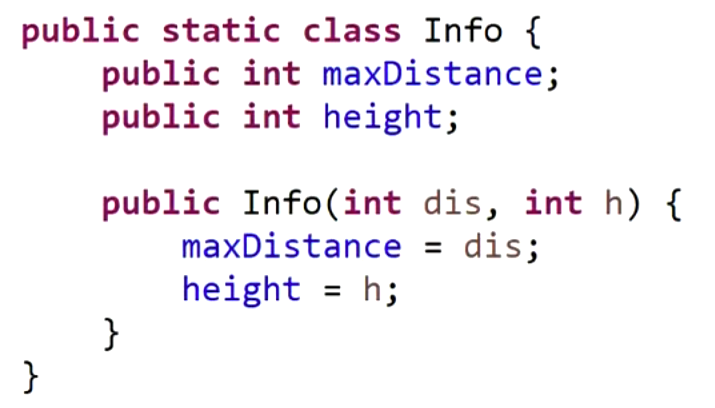 public static class Info {
    public int maxDistance;
    public int height;

    public Info(int dis, int h) {
        maxDistance = dis;
        height = h;
    }
}